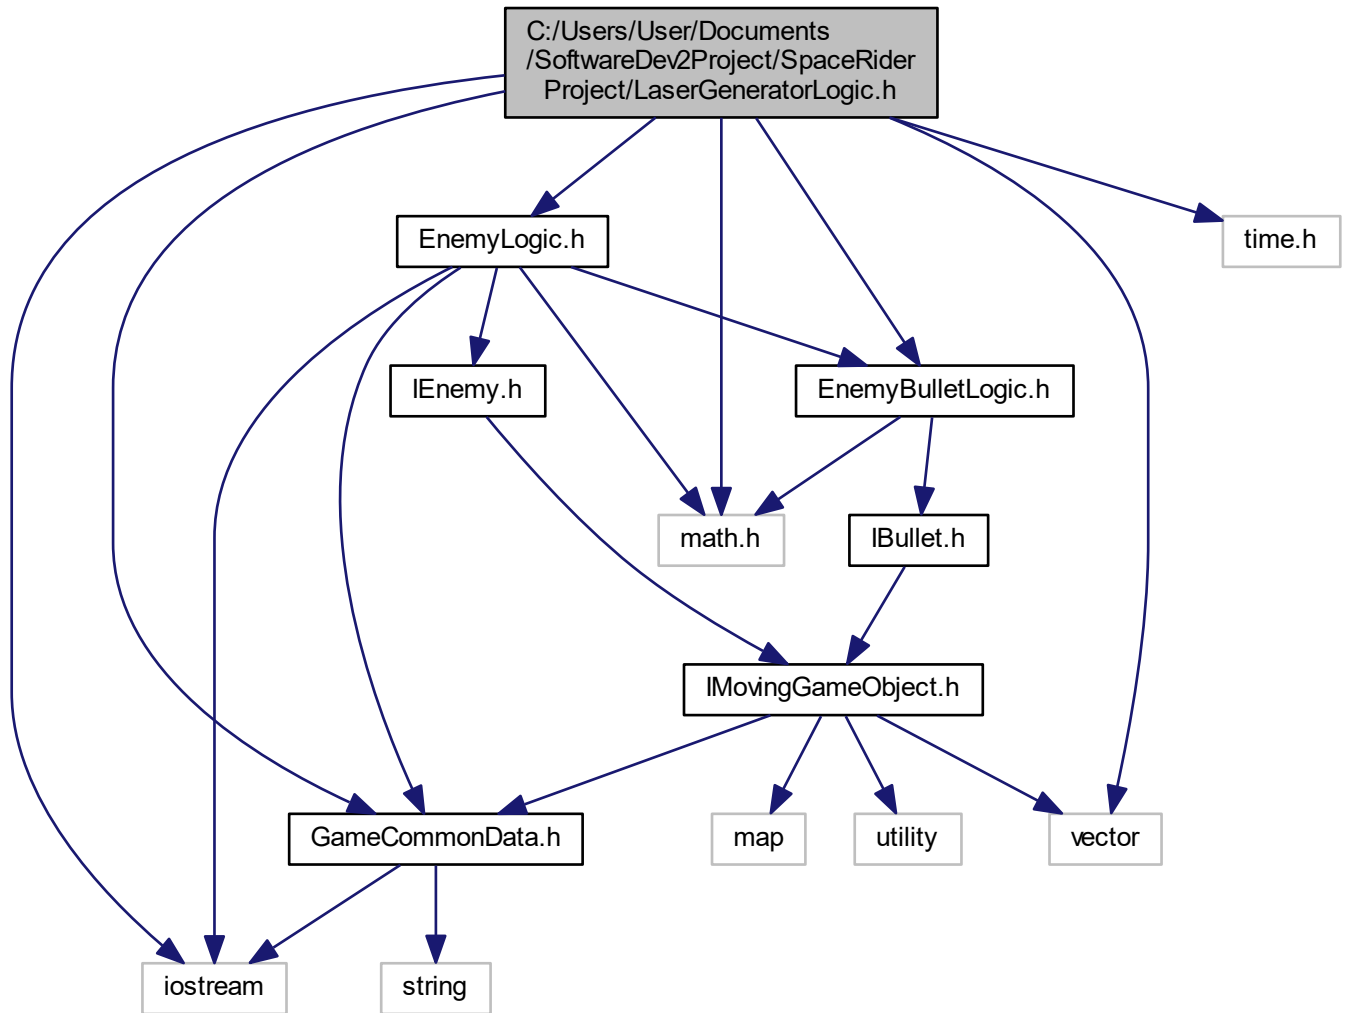 C:/Users/User/Documents
/SoftwareDev2Project/SpaceRider
Project/LaserGeneratorLogic.h
EnemyLogic.h
time.h
IEnemy.h
EnemyBulletLogic.h
math.h
IBullet.h
IMovingGameObject.h
GameCommonData.h
map
utility
vector
iostream
string